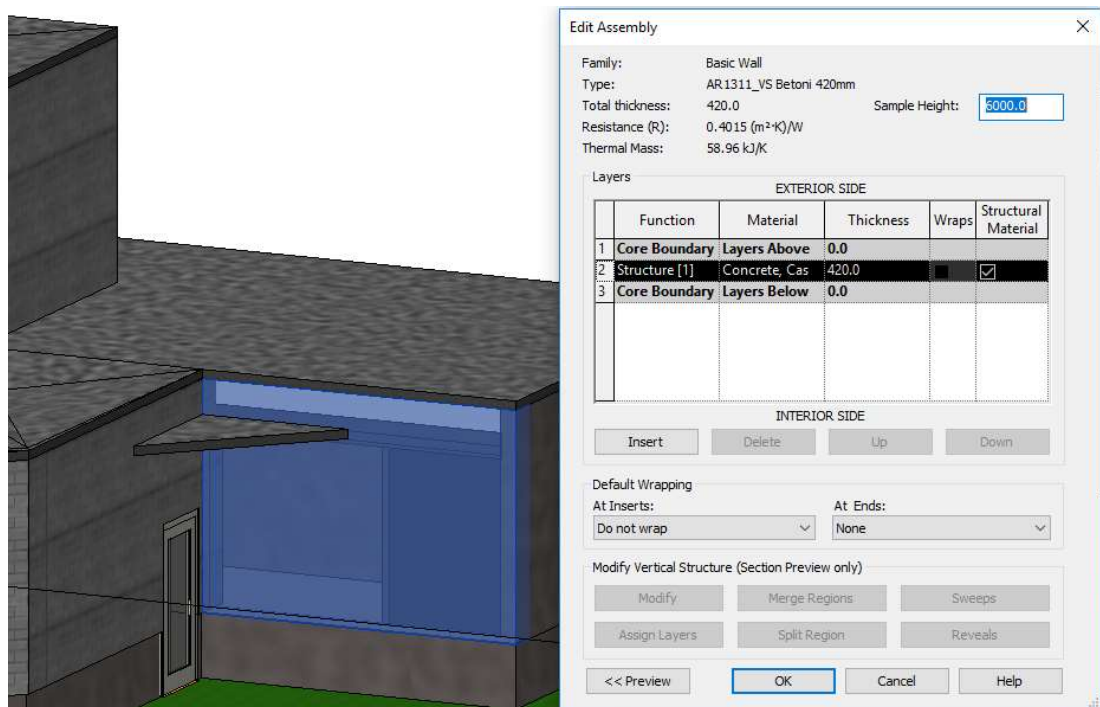 Edit Assembly
Family: Basic Wall
Type: AR1311_VS Betoni 420mm
Total thickness: 420.0 Sample Height: 6000.0
Resistance (R): 0.4015 (m²·K)/W
Thermal Mass: 58.96 kJ/K
Layers
EXTERIOR SIDE
Function Material Thickness Wraps Structural Material
1 Core Boundary Layers Above 0.0
2 Structure [1] Concrete, Cas 420.0
3 Core Boundary Layers Below 0.0
INTERIOR SIDE
Insert Delete Up Down
Default Wrapping
At Inserts: At Ends:
Do not wrap None
Modify Vertical Structure (Section Preview only)
Modify Merge Regions Sweeps
Assign Layers Split Region Reveals
<< Preview OK Cancel Help